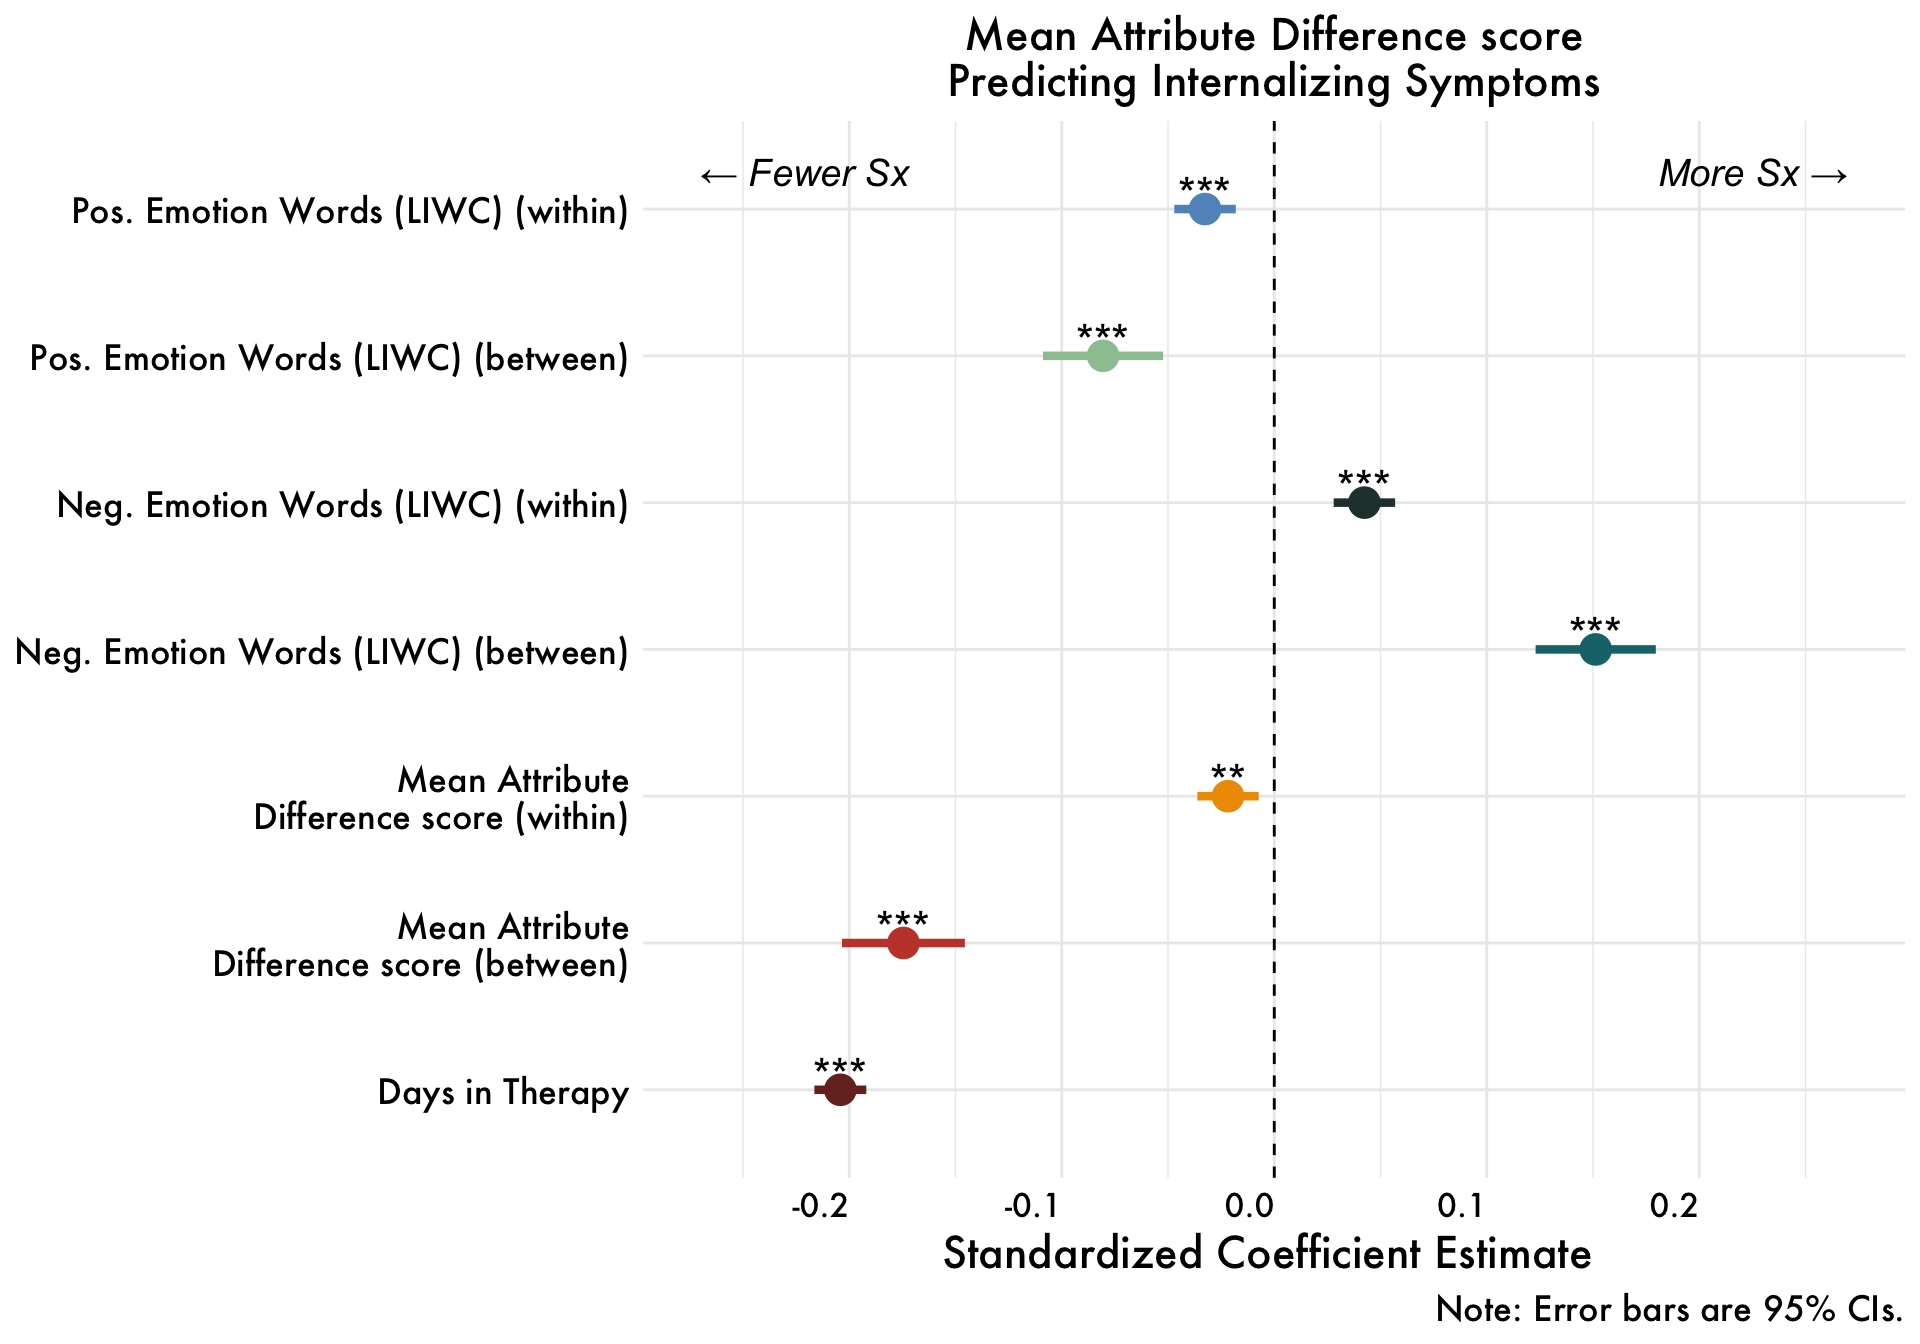 Mean Attribute Difference score
Predicting Internalizing Symptoms
← Fewer Sx
More Sx →
***
Pos. Emotion Words (LIWC) (within)
***
Pos. Emotion Words (LIWC) (between)
***
Neg. Emotion Words (LIWC) (within)
***
Neg. Emotion Words (LIWC) (between)
**
Mean Attribute
Difference score (within)
***
Mean Attribute
Difference score (between)
***
Days in Therapy
-0.2
-0.1
0.0
0.1
0.2
Standardized Coefficient Estimate
Note: Error bars are 95% CIs.